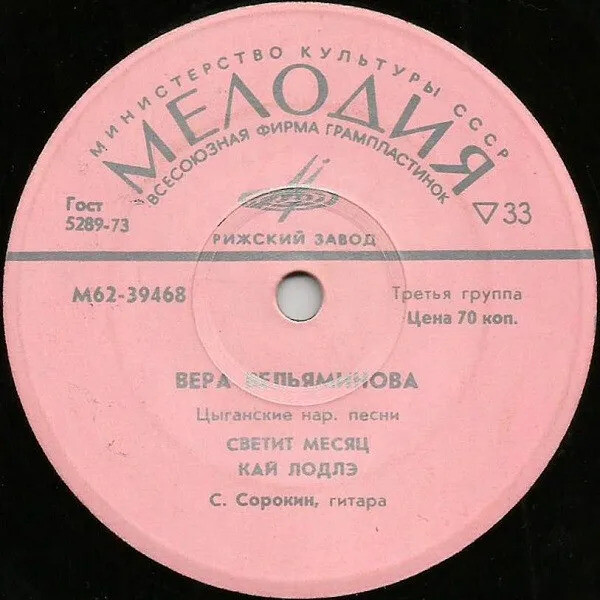 МИНИСТЕРСТВО КУЛЬТУРЫ СССР
МЕЛОДИЯ
ВСЕСОЮЗНАЯ ФИРМА ГРАМПЛАСТИНОК
Гост
5289-73
▽33
РИЖСКИЙ ЗАВОД
М62-39468
Третья группа
Цена 70 коп.
ВЕРА ВЕЛЬЯМИНОВА
Цыганские нар. песни
СВЕТИТ МЕСЯЦ
КАЙ ЛОДЛЭ
С. Сорокин, гитара